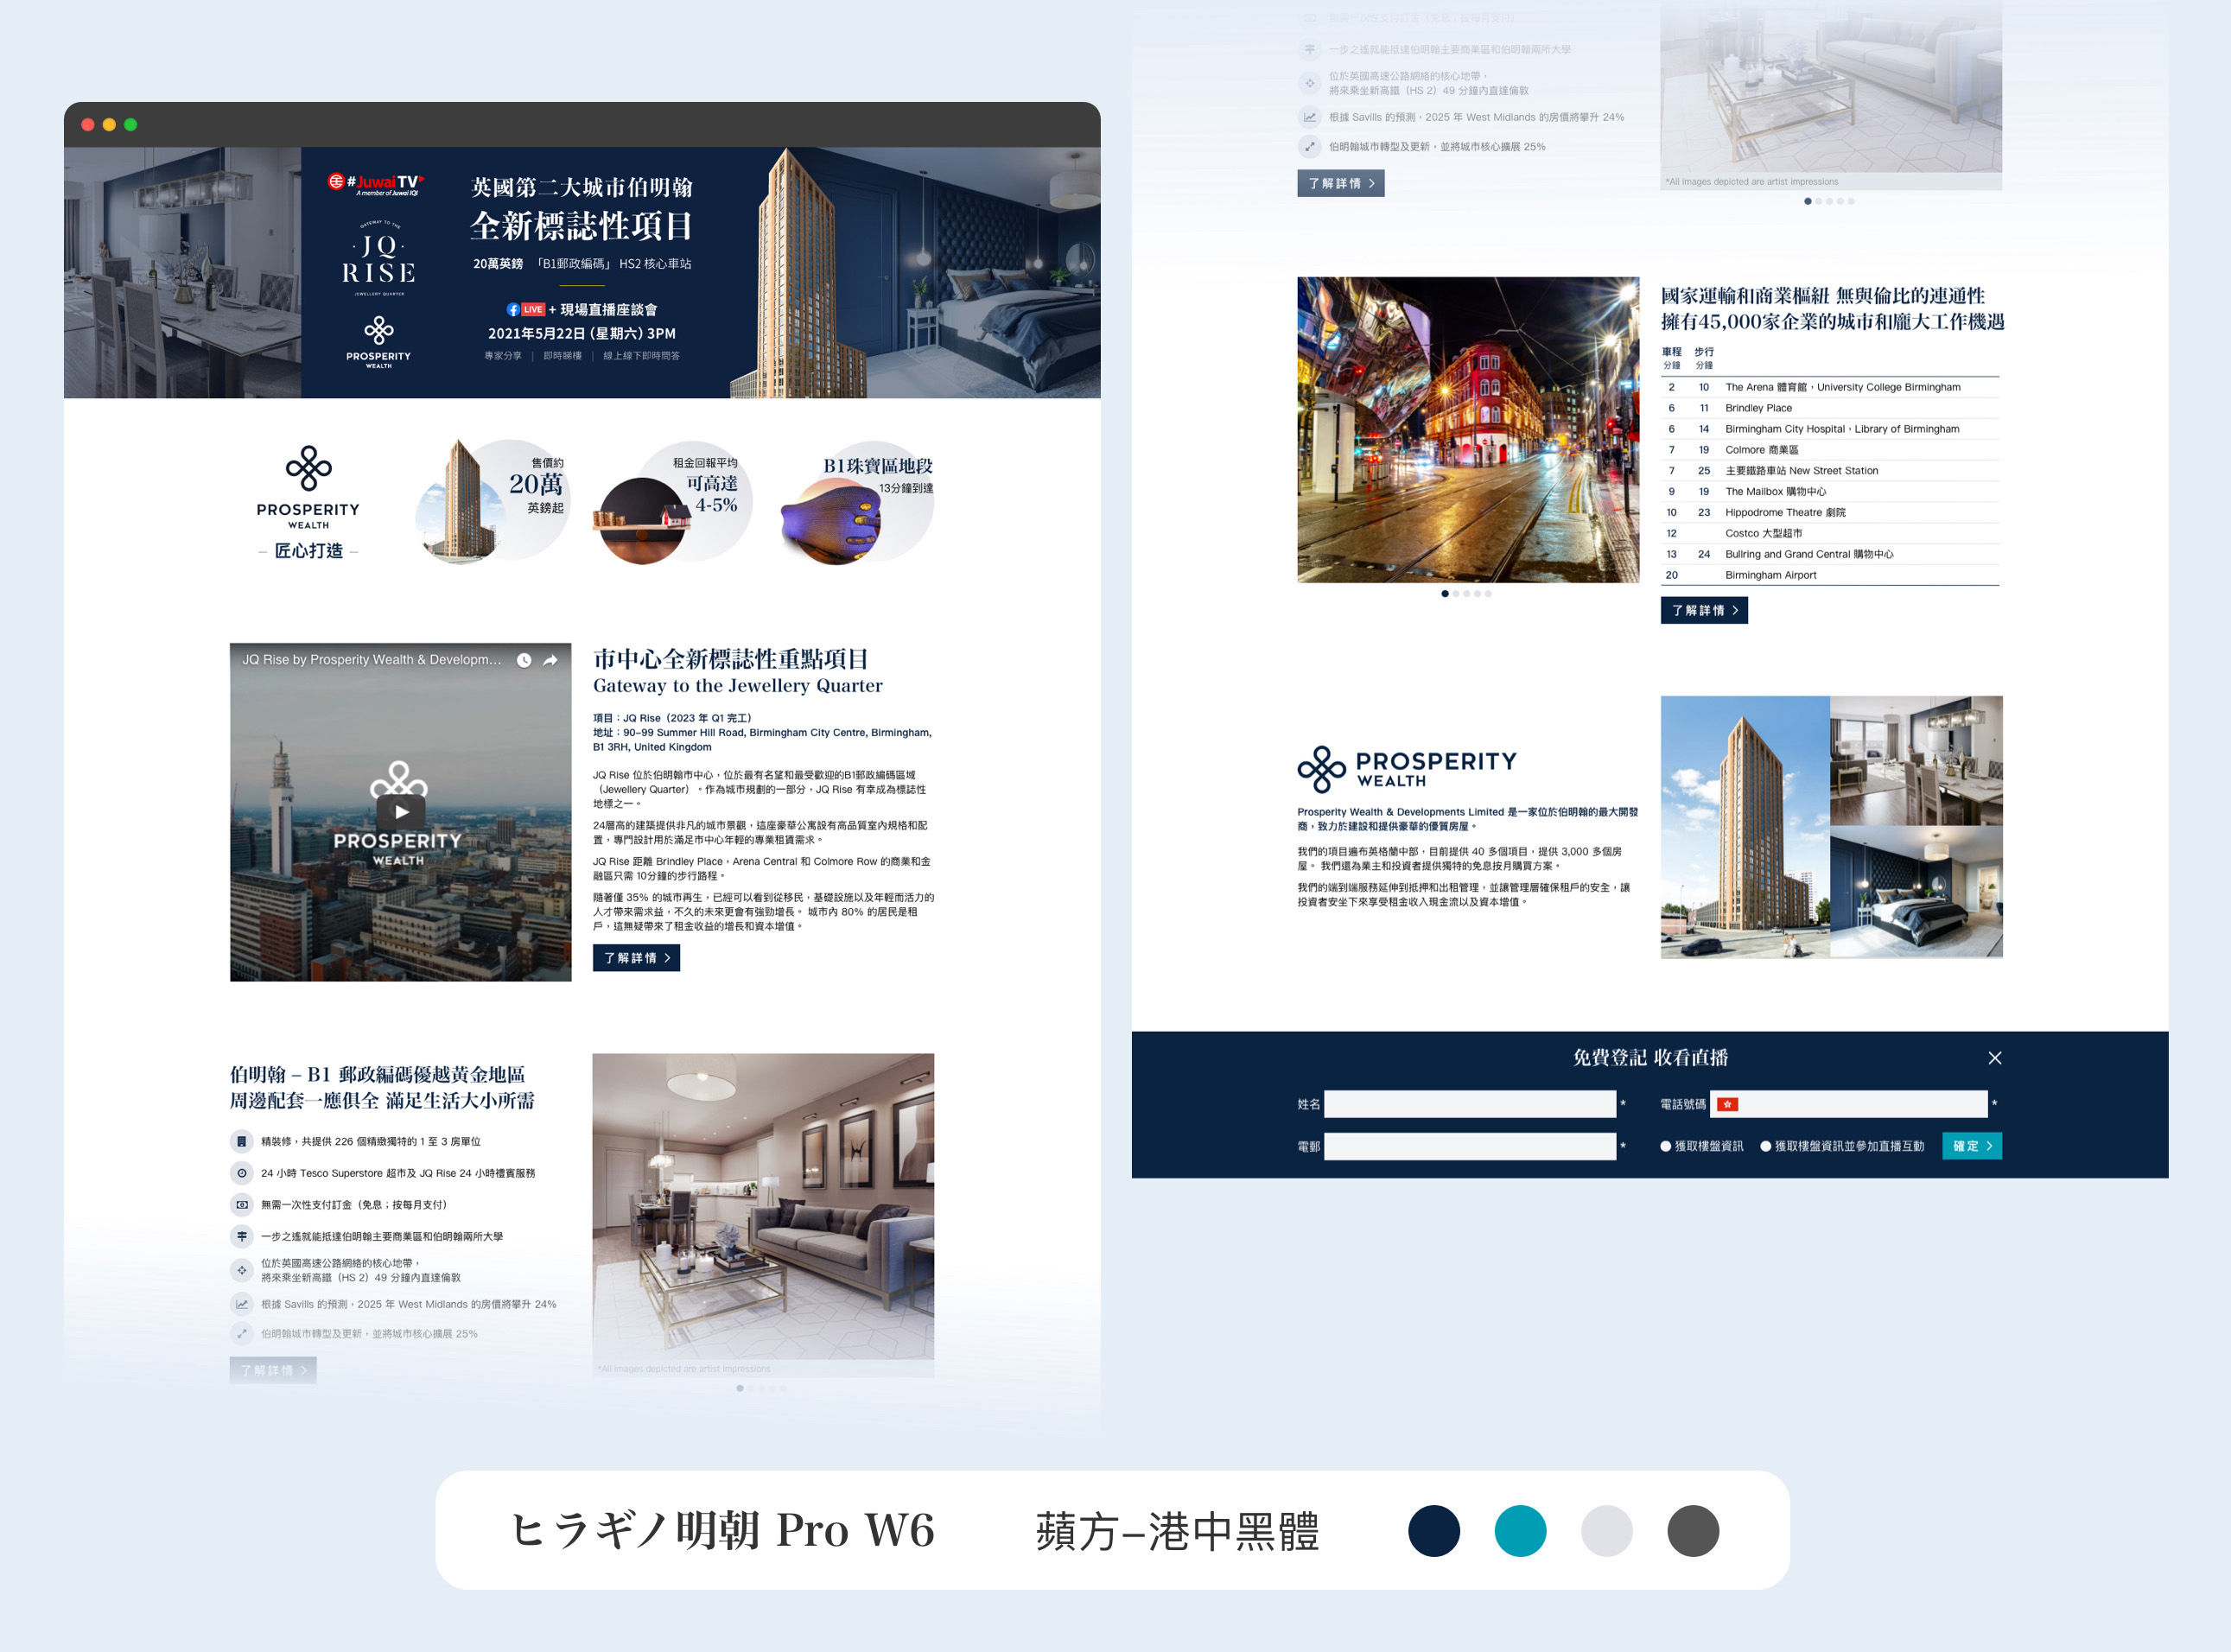 #JuwaiTV
A member of Juwai IQI
GATEWAY TO THE
·JQ·
RISE
JEWELLERY QUARTER
PROSPERITY
WEALTH
英國第二大城市伯明翰
全新標誌性項目
20萬英鎊 「B1郵政編碼」 HS2 核心車站
LIVE + 現場直播座談會
2021年5月22日 (星期六) 3PM
專家分享 | 即時睇樓 | 線上線下即時問答
PROSPERITY
WEALTH
– 匠心打造 –
售價約
20萬
英鎊起
租金回報平均
可高達
4-5%
B1珠寶區地段
13分鐘到達
JQ Rise by Prosperity Wealth & Developm...
PROSPERITY
WEALTH
市中心全新標誌性重點項目
Gateway to the Jewellery Quarter
項目：JQ Rise（2023 年 Q1 完工）
地址：90–99 Summer Hill Road, Birmingham City Centre, Birmingham,
B1 3RH, United Kingdom
JQ Rise 位於伯明翰市中心，位於最有名望和最受歡迎的B1郵政編碼區域
（Jewellery Quarter）。作為城市規劃的一部分，JQ Rise 有幸成為標誌性
地標之一。
24層高的建築提供非凡的城市景觀，這座豪華公寓設有高品質室內規格和配
置，專門設計用於滿足市中心年輕的專業租賃需求。
JQ Rise 距離 Brindley Place，Arena Central 和 Colmore Row 的商業和金
融區只需 10分鐘的步行路程。
隨著僅 35% 的城市再生，已經可以看到從移民，基礎設施以及年輕而活力的
人才帶來需求益，不久的未來更會有強勁增長。 城市內 80% 的居民是租
戶，這無疑帶來了租金收益的增長和資本增值。
了解詳情 >
伯明翰 – B1 郵政編碼優越黃金地區
周邊配套一應俱全 滿足生活大小所需
精裝修，共提供 226 個精緻獨特的 1 至 3 房單位
24 小時 Tesco Superstore 超市及 JQ Rise 24 小時禮賓服務
無需一次性支付訂金（免息；按每月支付）
一步之遙就能抵達伯明翰主要商業區和伯明翰兩所大學
位於英國高速公路網絡的核心地帶，
將來乘坐新高鐵（HS 2）49 分鐘內直達倫敦
根據 Savills 的預測，2025 年 West Midlands 的房價將攀升 24%
伯明翰城市轉型及更新，並將城市核心擴展 25%
了解詳情 >
*All images depicted are artist impressions
無需一次性支付訂金（免息；按每月支付）
一步之遙就能抵達伯明翰主要商業區和伯明翰兩所大學
位於英國高速公路網絡的核心地帶，
將來乘坐新高鐵（HS 2）49 分鐘內直達倫敦
根據 Savills 的預測，2025 年 West Midlands 的房價將攀升 24%
伯明翰城市轉型及更新，並將城市核心擴展 25%
了解詳情 >
*All images depicted are artist impressions
國家運輸和商業樞紐 無與倫比的連通性
擁有45,000家企業的城市和龐大工作機遇
車程 步行
分鐘 分鐘
2 10 The Arena 體育館，University College Birmingham
6 11 Brindley Place
6 14 Birmingham City Hospital，Library of Birmingham
7 19 Colmore 商業區
7 25 主要鐵路車站 New Street Station
9 19 The Mailbox 購物中心
10 23 Hippodrome Theatre 劇院
12 Costco 大型超市
13 24 Bullring and Grand Central 購物中心
20 Birmingham Airport
了解詳情 >
PROSPERITY
WEALTH
Prosperity Wealth & Developments Limited 是一家位於伯明翰的最大開發
商，致力於建設和提供豪華的優質房屋。
我們的項目遍布英格蘭中部，目前提供 40 多個項目，提供 3,000 多個房
屋。 我們還為業主和投資者提供獨特的免息按月購買方案。
我們的端到端服務延伸到抵押和出租管理，並讓管理層確保租戶的安全，讓
投資者安坐下來享受租金收入現金流以及資本增值。
免費登記 收看直播
姓名 *
電話號碼 *
電郵 *
獲取樓盤資訊 獲取樓盤資訊並參加直播互動
確定 >
ヒラギノ明朝 Pro W6
蘋方–港中黑體